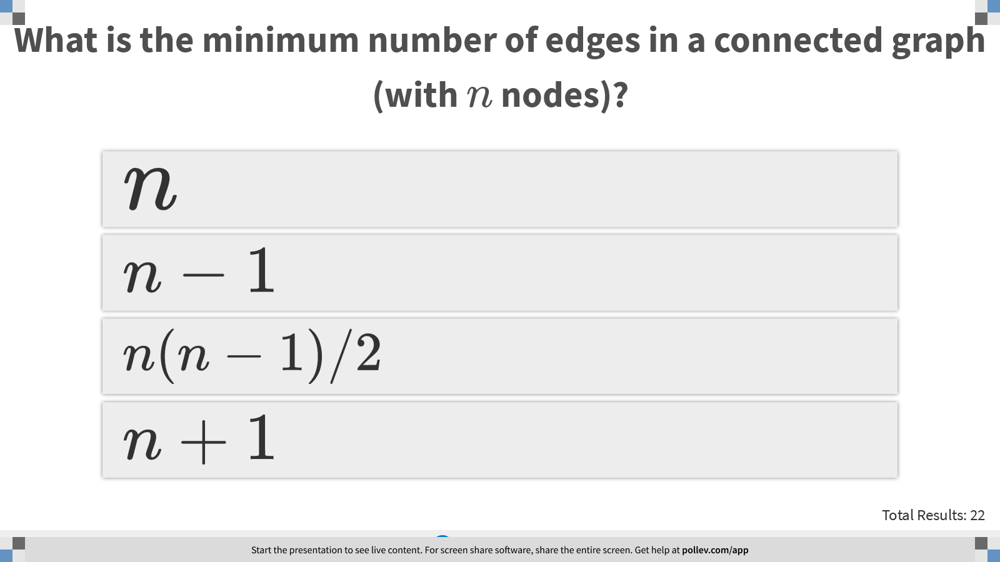 What is the minimum number of edges in a connected graph
(with n nodes)?
n
n − 1
n(n − 1)/2
n + 1
Total Results: 22
Start the presentation to see live content. For screen share software, share the entire screen. Get help at pollev.com/app